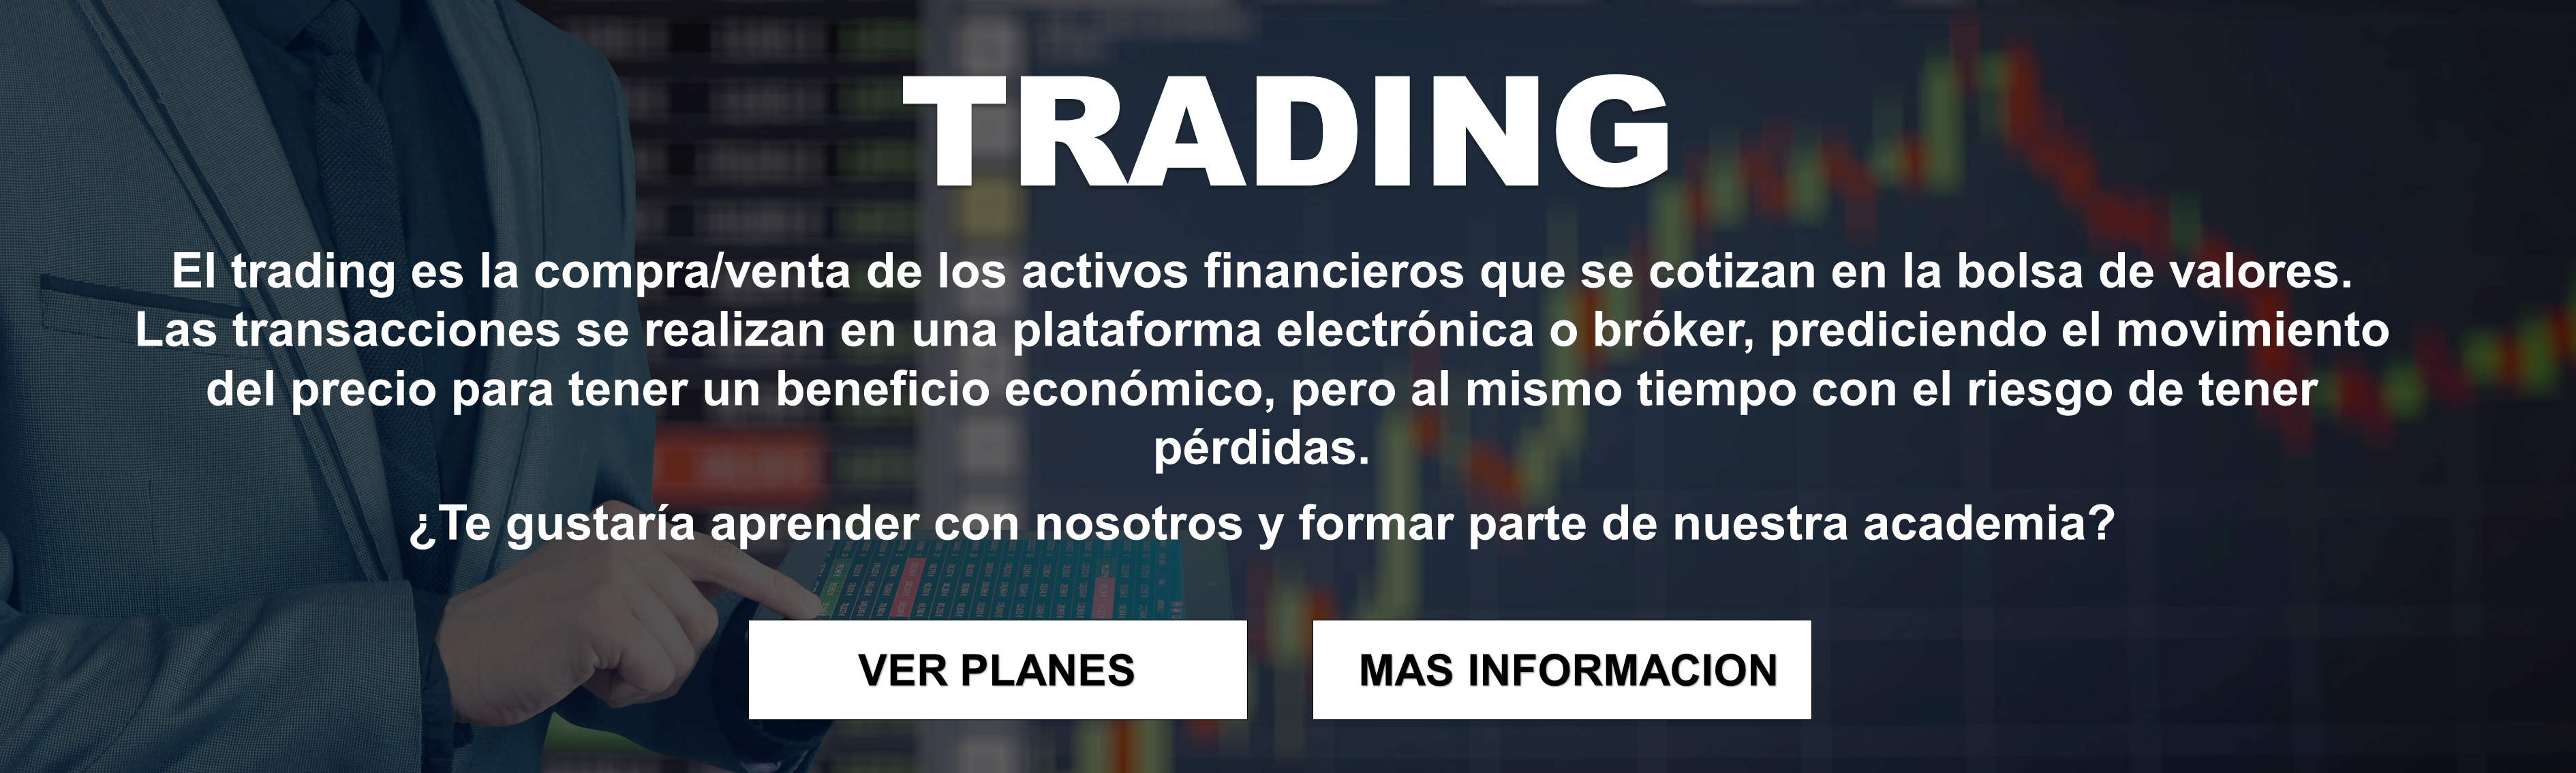 TRADING
El trading es la compra/venta de los activos financieros que se cotizan en la bolsa de valores.
Las transacciones se realizan en una plataforma electrónica o bróker, prediciendo el movimiento
del precio para tener un beneficio económico, pero al mismo tiempo con el riesgo de tener
pérdidas.
¿Te gustaría aprender con nosotros y formar parte de nuestra academia?
VER PLANES
MAS INFORMACION